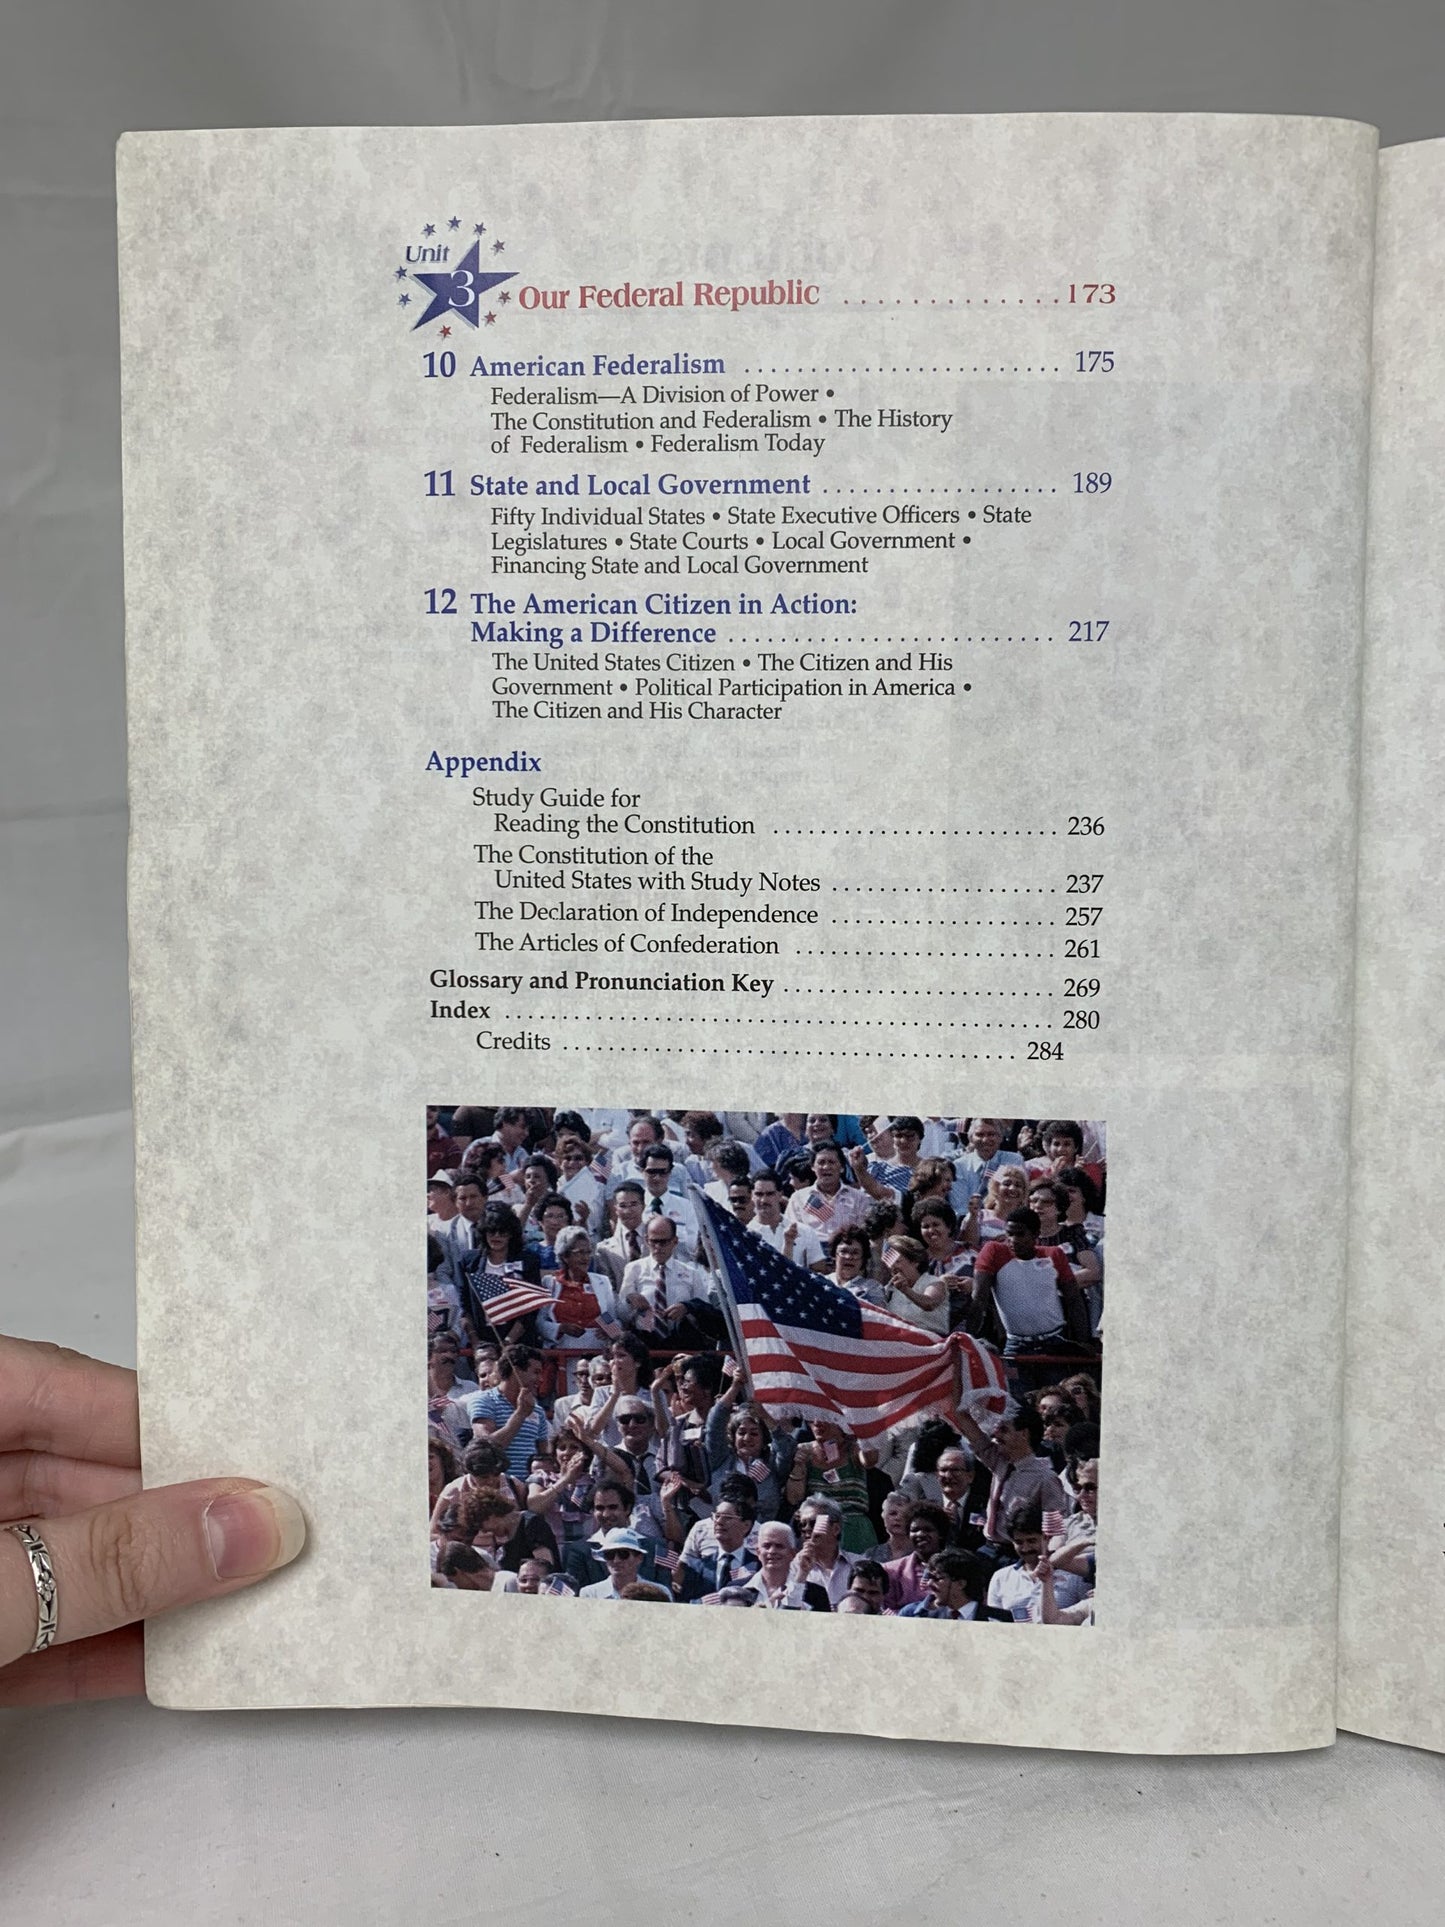 Unit
3 Our Federal Republic ............. 173
10 American Federalism ......................... 175
Federalism—A Division of Power •
The Constitution and Federalism • The History
of Federalism • Federalism Today
11 State and Local Government .................. 189
Fifty Individual States • State Executive Officers • State
Legislatures • State Courts • Local Government •
Financing State and Local Government
12 The American Citizen in Action:
Making a Difference ......................... 217
The United States Citizen • The Citizen and His
Government • Political Participation in America •
The Citizen and His Character
Appendix
Study Guide for
Reading the Constitution ......................... 236
The Constitution of the
United States with Study Notes ................... 237
The Declaration of Independence ................... 257
The Articles of Confederation ...................... 261
Glossary and Pronunciation Key ........................ 269
Index ................................................ 280
Credits ....................................... 284